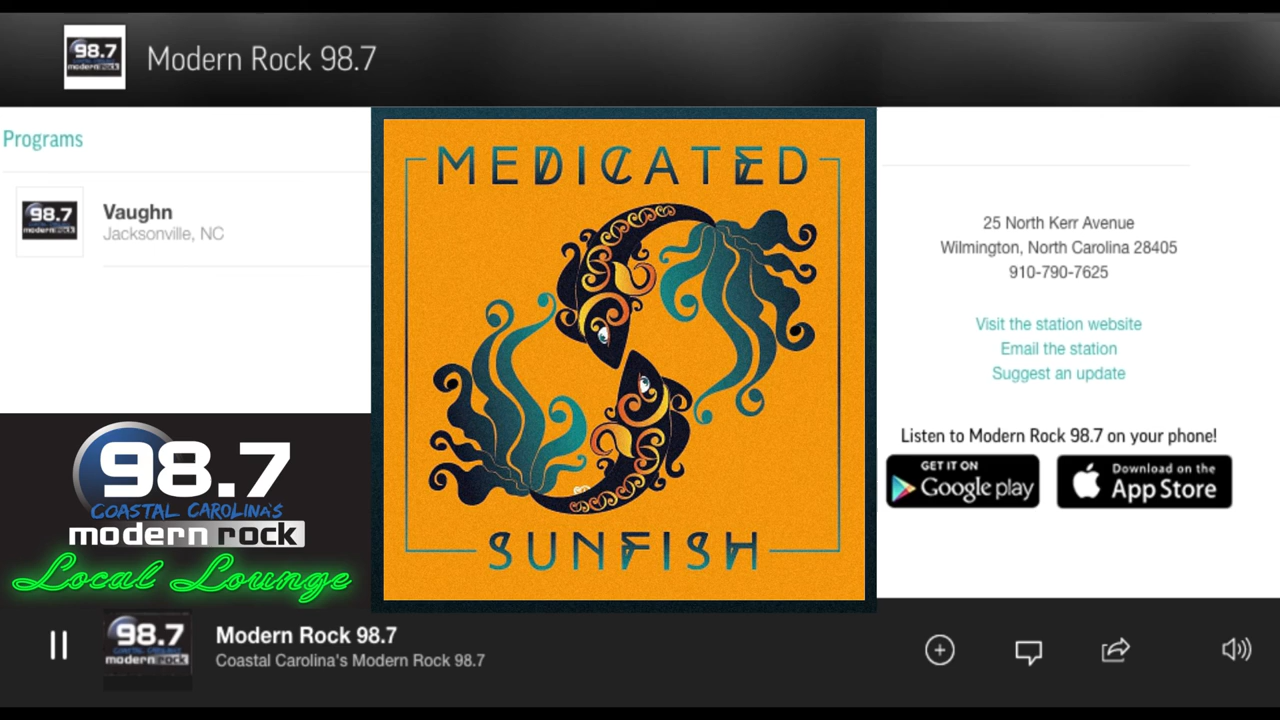 98.7
modernrock
Modern Rock 98.7
Programs
98.7
modernrock
Vaughn
Jacksonville, NC
98.7
COASTAL CAROLINA'S
modern rock
Local Lounge
MEDICATED
SUNFISH
25 North Kerr Avenue
Wilmington, North Carolina 28405
910-790-7625
Visit the station website
Email the station
Suggest an update
Listen to Modern Rock 98.7 on your phone!
GET IT ON
Google play
Download on the
App Store
98.7
modernrock
Modern Rock 98.7
Coastal Carolina's Modern Rock 98.7